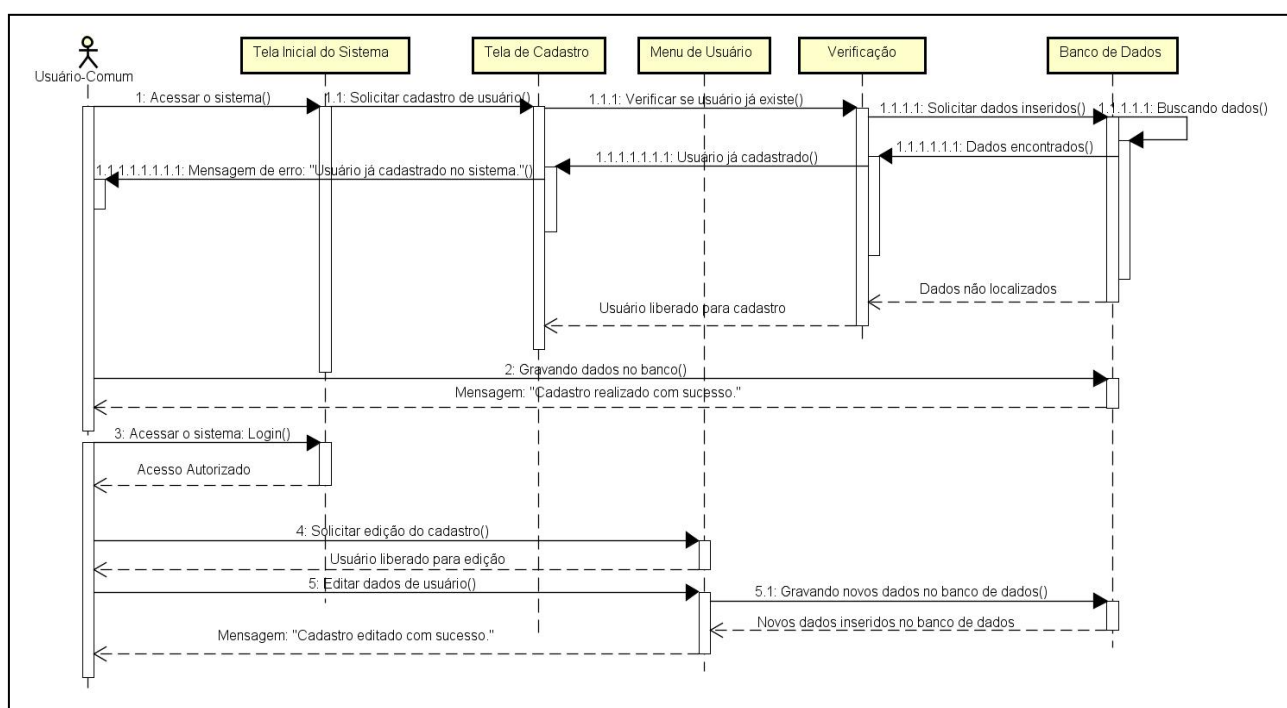 Usuário-Comum
Tela Inicial do Sistema
Tela de Cadastro
Menu de Usuário
Verificação
Banco de Dados
1: Acessar o sistema()
1.1: Solicitar cadastro de usuário()
1.1.1: Verificar se usuário já existe()
1.1.1.1: Solicitar dados inseridos()
1.1.1.1.1: Buscando dados()
1.1.1.1.1.1: Dados encontrados()
1.1.1.1.1.1.1: Usuário já cadastrado()
1.1.1.1.1.1.1.1: Mensagem de erro: "Usuário já cadastrado no sistema."()
Dados não localizados
Usuário liberado para cadastro
2: Gravando dados no banco()
Mensagem: "Cadastro realizado com sucesso."
3: Acessar o sistema: Login()
Acesso Autorizado
4: Solicitar edição do cadastro()
Usuário liberado para edição
5: Editar dados de usuário()
5.1: Gravando novos dados no banco de dados()
Novos dados inseridos no banco de dados
Mensagem: "Cadastro editado com sucesso."